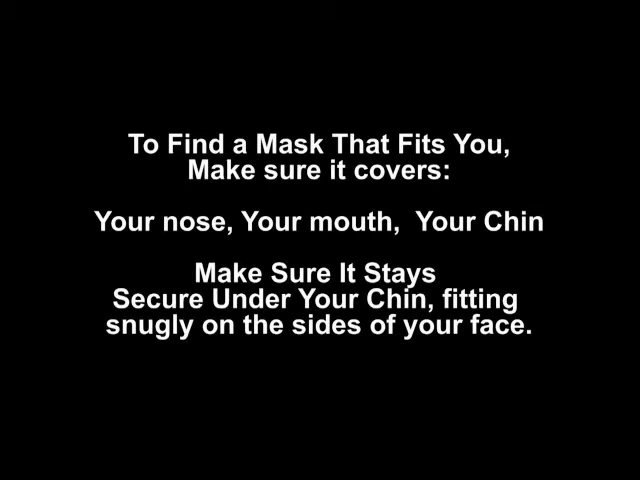 To Find a Mask That Fits You,
Make sure it covers:
Your nose, Your mouth,  Your Chin
Make Sure It Stays
Secure Under Your Chin, fitting
snugly on the sides of your face.